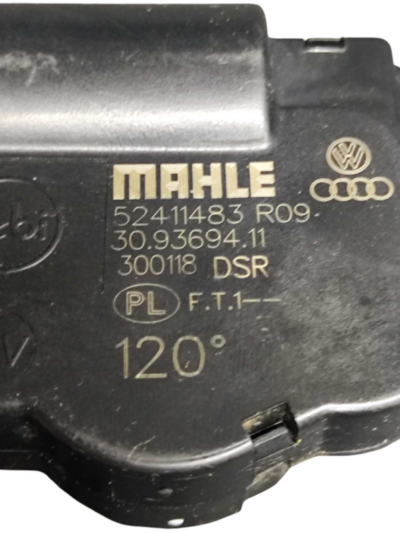 MAHLE
52411483 R09
30.93694.11
300118 DSR
PL F.T.1--
120°